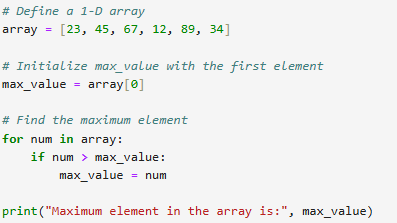 # Define a 1-D array
array = [23, 45, 67, 12, 89, 34]
# Initialize max_value with the first element
max_value = array[0]
# Find the maximum element
for num in array:
    if num > max_value:
        max_value = num
print("Maximum element in the array is:", max_value)